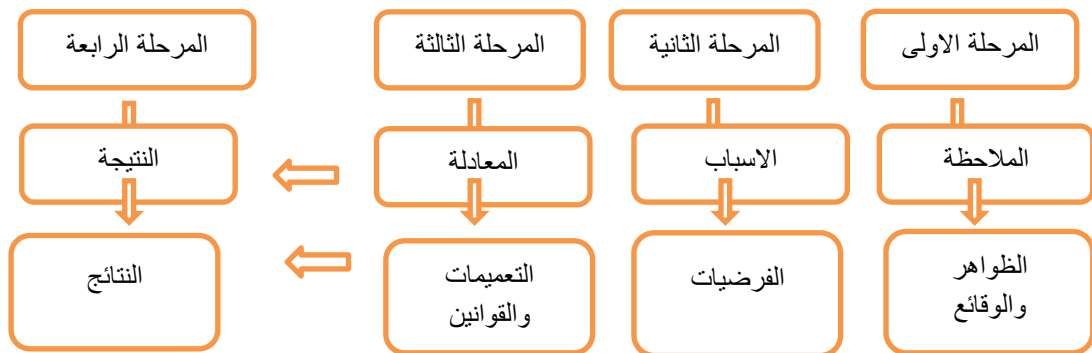 المرحلة الاولى
المرحلة الثانية
المرحلة الثالثة
المرحلة الرابعة
الملاحظة
الاسباب
المعادلة
النتيجة
الظواهر
والوقائع
الفرضيات
التعميمات
والقوانين
النتائج